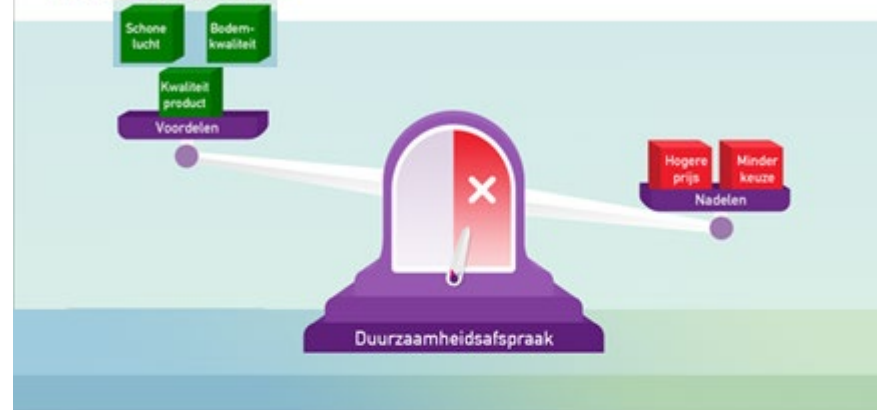 Schone
lucht
Bodem-
kwaliteit
Kwaliteit
product
Voordelen
Hogere
prijs
Minder
keuze
Nadelen
Duurzaamheidsafspraak